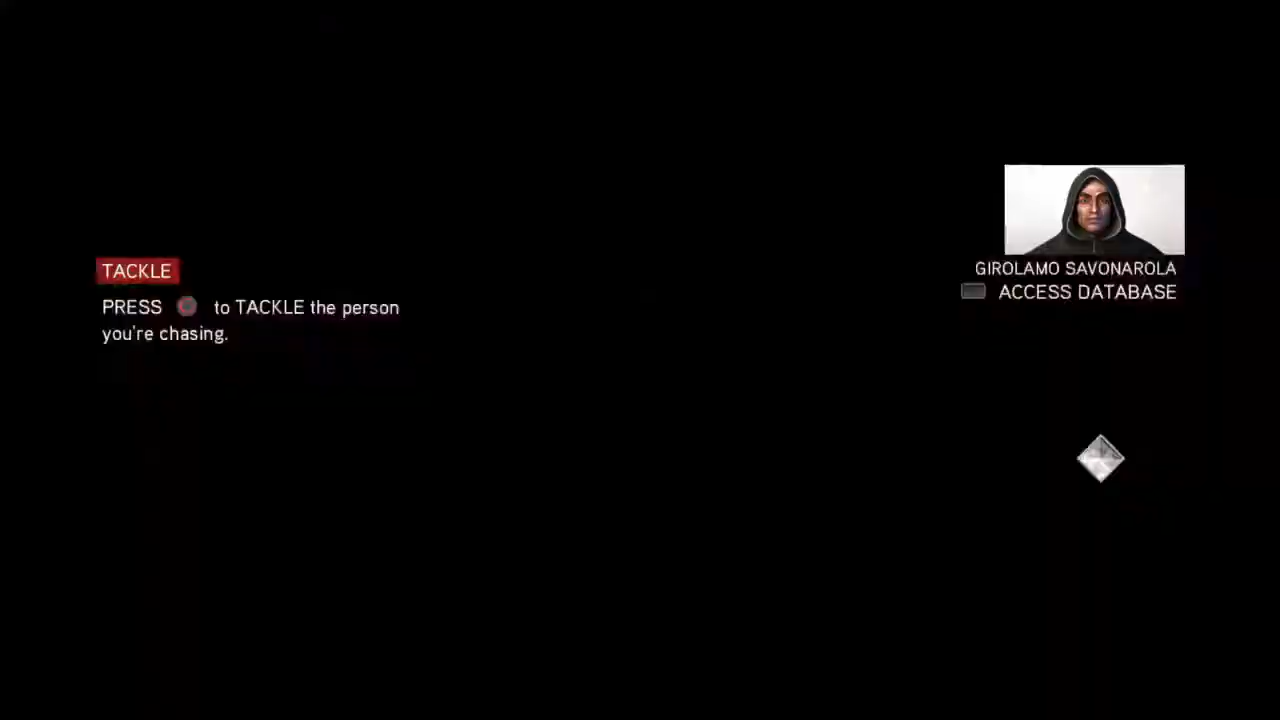 TACKLE
PRESS to TACKLE the person
you're chasing.
GIROLAMO SAVONAROLA
ACCESS DATABASE